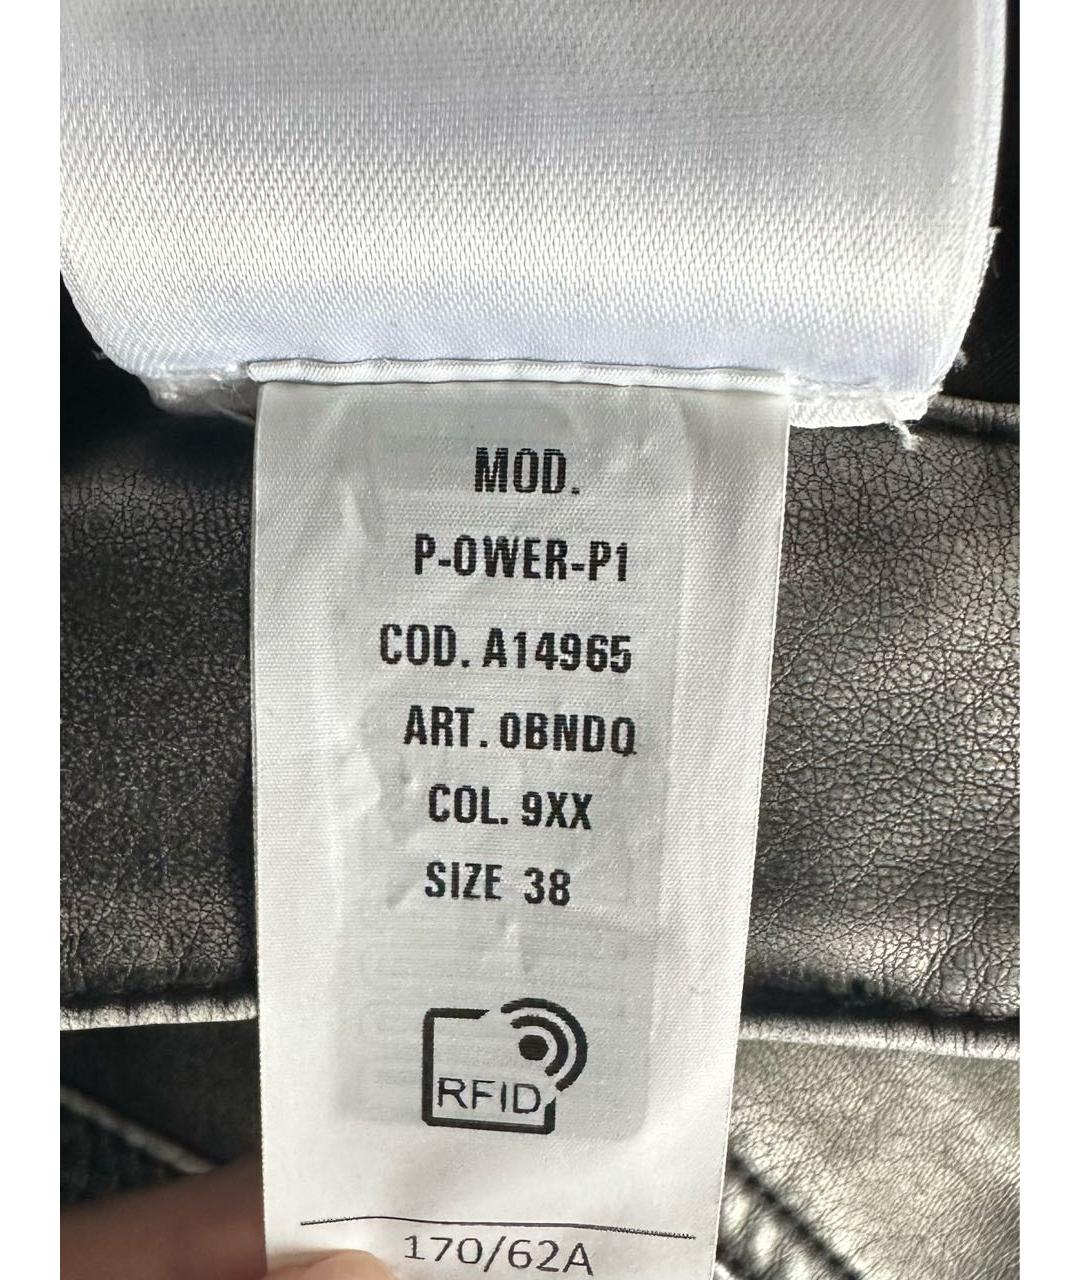 MOD.
P-OWER-P1
COD. A14965
ART. 0BNDQ
COL. 9XX
SIZE 38
RFID
170/62A